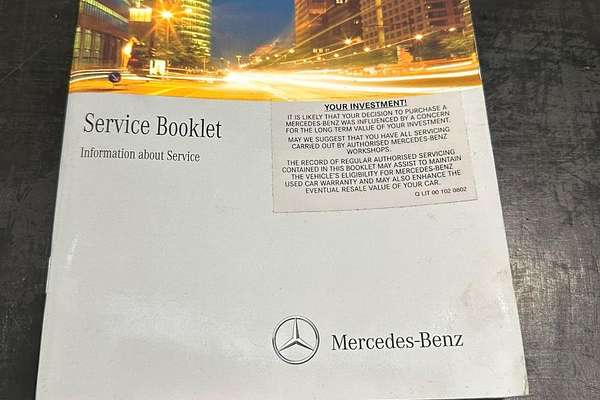 YOUR INVESTMENT!
IT IS LIKELY THAT YOUR DECISION TO PURCHASE A
MERCEDES-BENZ WAS INFLUENCED BY A CONCERN
FOR THE LONG TERM VALUE OF YOUR INVESTMENT.
MAY WE SUGGEST THAT YOU HAVE ALL SERVICING
CARRIED OUT BY AUTHORISED MERCEDES-BENZ
WORKSHOPS.
THE RECORD OF REGULAR AUTHORISED SERVICING
CONTAINED IN THIS BOOKLET MAY ASSIST TO MAINTAIN
THE VEHICLE'S ELIGIBILITY FOR MERCEDES-BENZ
USED CAR WARRANTY AND MAY ALSO ENHANCE THE
EVENTUAL RESALE VALUE OF YOUR CAR.
Q LIT 00 102 0802
Service Booklet
Information about Service
Mercedes-Benz